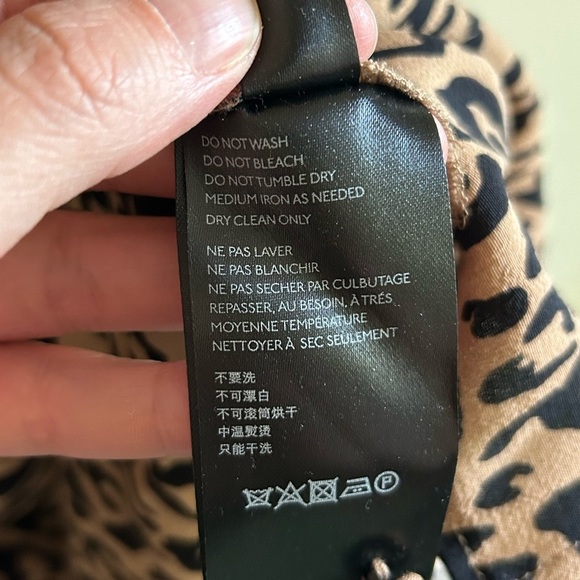 DO NOT WASH
DO NOT BLEACH
DO NOT TUMBLE DRY
MEDIUM IRON AS NEEDED
DRY CLEAN ONLY
NE PAS LAVER
NE PAS BLANCHIR
NE PAS SECHER PAR CULBUTAGE
REPASSER, AU BESOIN, À TRÉS
MOYENNE TEMPÉRATURE
NETTOYER À SEC SEULEMENT
不要洗
不可漂白
不可滚筒烘干
中温熨烫
只能干洗
P